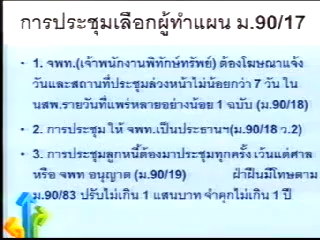 การประชุมเลือกผู้ทำแผน ม.90/17
• 1. จพท.(เจ้าพนักงานพิทักษ์ทรัพย์) ต้องโฆษณาแจ้ง
วันและสถานที่ประชุมล่วงหน้าไม่น้อยกว่า 7 วัน ใน
นสพ.รายวันที่แพร่หลายอย่างน้อย 1 ฉบับ (ม.90/18)
• 2. การประชุม ให้ จพท.เป็นประธานฯ(ม.90/18 ว.2)
• 3. การประชุมลูกหนี้ต้องมาประชุมทุกครั้ง เว้นแต่ศาล
หรือ จพท อนุญาต (ม.90/19) ฝ่าฝืนมีโทษตาม
ม.90/83 ปรับไม่เกิน 1 แสนบาท จำคุกไม่เกิน 1 ปี